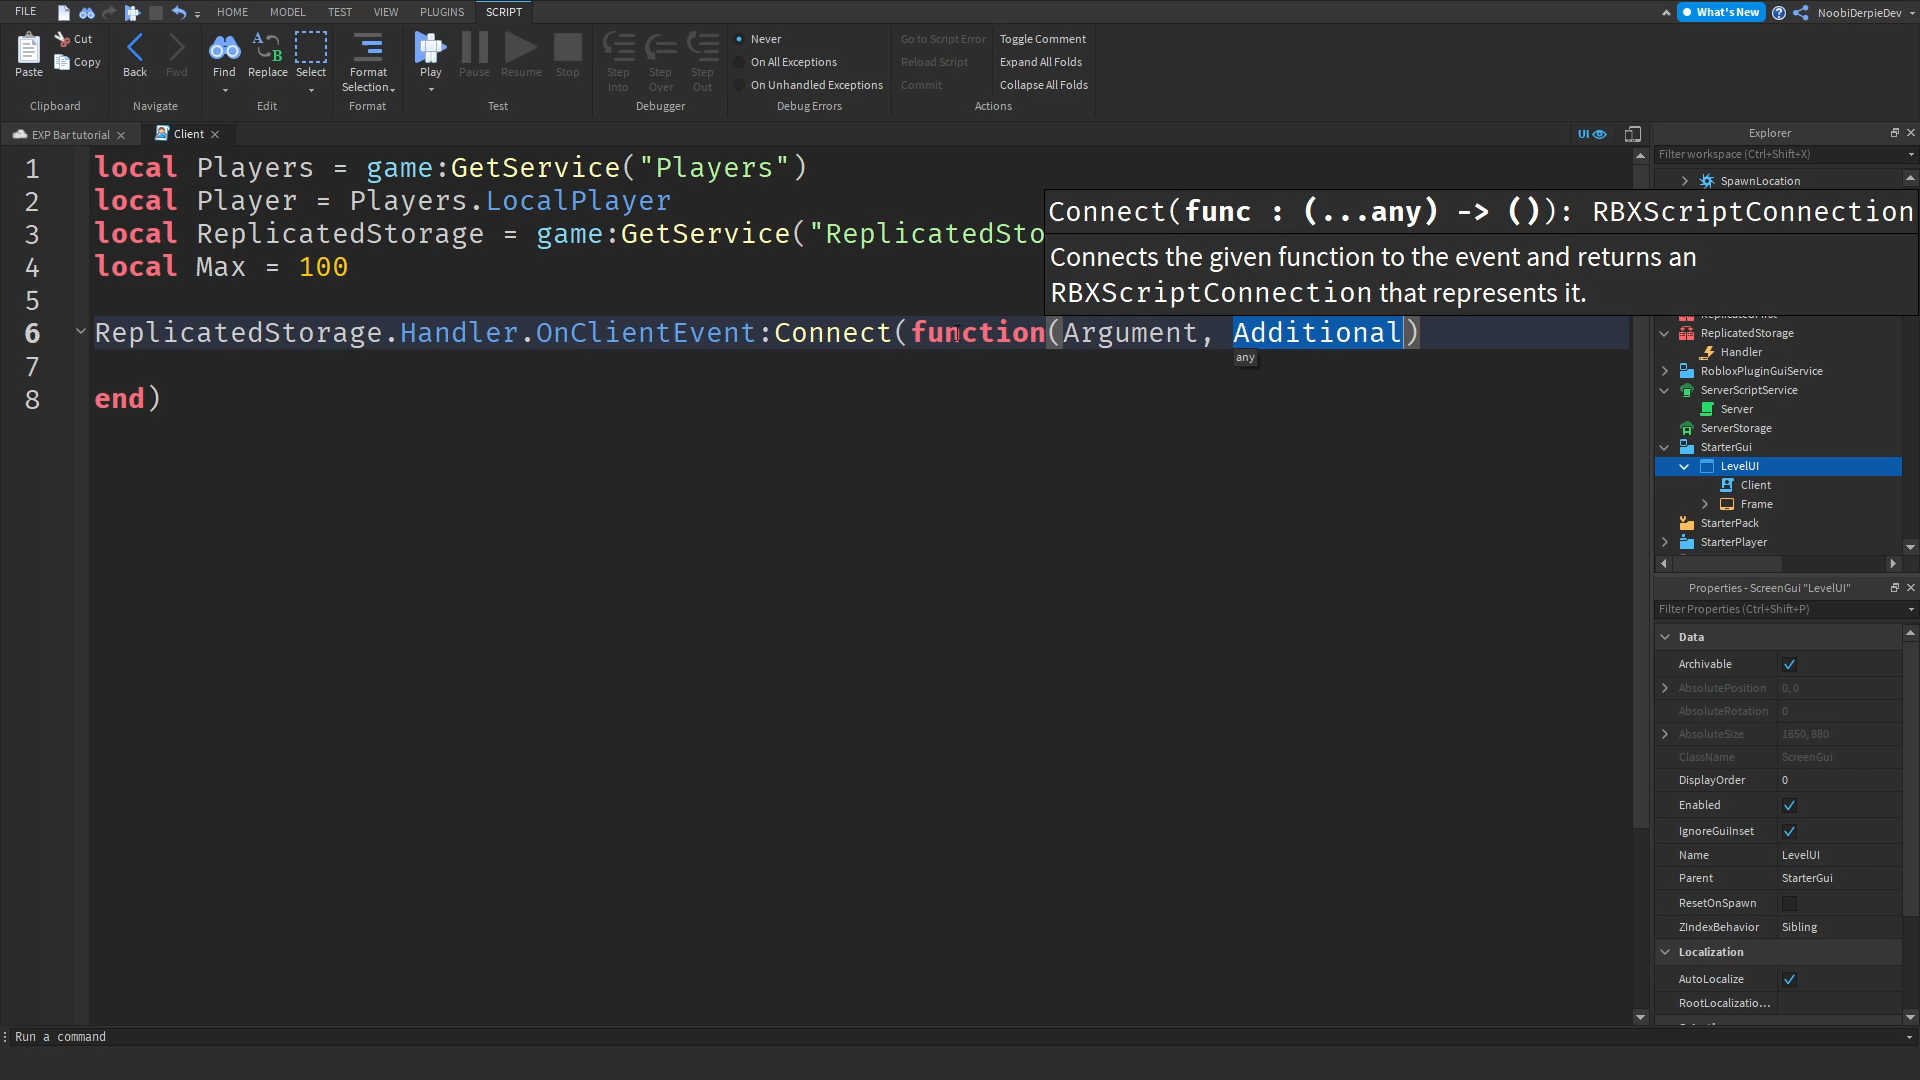 FILE HOME MODEL TEST VIEW PLUGINS SCRIPT What's New NoobiDerpieDev
Paste Cut Copy Clipboard
Back Fwd Navigate
Find Replace Select Edit
Format Selection Format
Play Pause Resume Stop Test
Step Into Step Over Step Out Debugger
Never
On All Exceptions
On Unhandled Exceptions
Debug Errors
Go to Script Error Toggle Comment
Reload Script Expand All Folds
Commit Collapse All Folds
Actions
EXP Bar tutorial Client UI
1 local Players = game:GetService("Players")
2 local Player = Players.LocalPlayer
3 local ReplicatedStorage = game:GetService("ReplicatedSto
4 local Max = 100
5
6 ReplicatedStorage.Handler.OnClientEvent:Connect(function(Argument, Additional)
any
7
8 end)
Connect(func : (...any) -> ()): RBXScriptConnection
Connects the given function to the event and returns an
RBXScriptConnection that represents it.
Explorer
Filter workspace (Ctrl+Shift+X)
SpawnLocation
ReplicatedStorage
Handler
RobloxPluginGuiService
ServerScriptService
Server
ServerStorage
StarterGui
LevelUI
Client
Frame
StarterPack
StarterPlayer
Properties - ScreenGui "LevelUI"
Filter Properties (Ctrl+Shift+P)
Data
Archivable
AbsolutePosition 0, 0
AbsoluteRotation 0
AbsoluteSize 1650, 880
ClassName ScreenGui
DisplayOrder 0
Enabled
IgnoreGuiInset
Name LevelUI
Parent StarterGui
ResetOnSpawn
ZIndexBehavior Sibling
Localization
AutoLocalize
RootLocalizatio...
Run a command